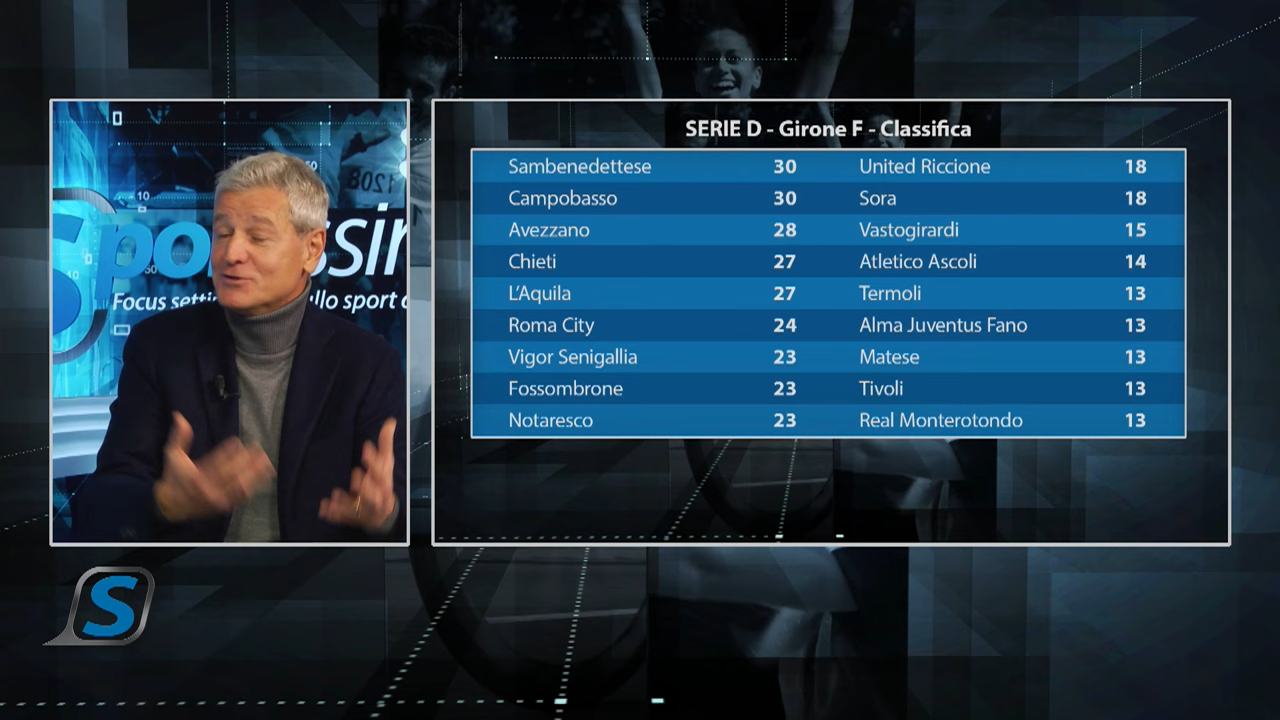 SERIE D - Girone F - Classifica
Sambenedettese 30 United Riccione 18
Campobasso 30 Sora 18
Avezzano 28 Vastogirardi 15
Chieti 27 Atletico Ascoli 14
L'Aquila 27 Termoli 13
Roma City 24 Alma Juventus Fano 13
Vigor Senigallia 23 Matese 13
Fossombrone 23 Tivoli 13
Notaresco 23 Real Monterotondo 13
1208
10
Focus
sport
S